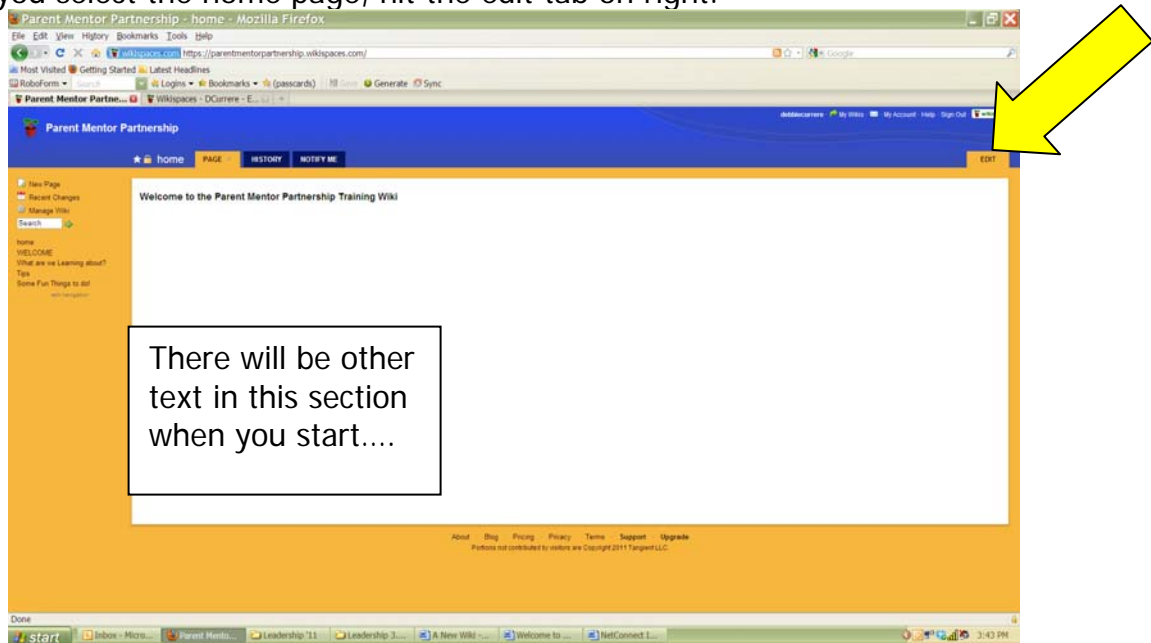 you select the home page, hit the edit tab on right.
Parent Mentor Partnership - home - Mozilla Firefox
File Edit View History Bookmarks Tools Help
wikispaces.com https://parentmentorpartnership.wikispaces.com/ Google
Most Visited Getting Started Latest Headlines
RoboForm Search Logins Bookmarks (passcards) Save Generate Sync
Parent Mentor Partne... Wikispaces - DCurrere - E...
debbiecurrere My Wikis My Account Help Sign Out
Parent Mentor Partnership
home PAGE HISTORY NOTIFY ME EDIT
New Page
Recent Changes
Manage Wiki
Search
Welcome to the Parent Mentor Partnership Training Wiki
home
WELCOME
What are we Learning about?
Tips
Some Fun Things to do!
edit navigation
There will be other
text in this section
when you start....
About Blog Pricing Privacy Terms Support Upgrade
Portions not contributed to visitors are Copyright 2011 Tangient LLC.
Done
start Inbox - Micro... Parent Mento... Leadership '11 Leadership 3.... A New Wiki -... Welcome to ... NetConnect I... 3:43 PM